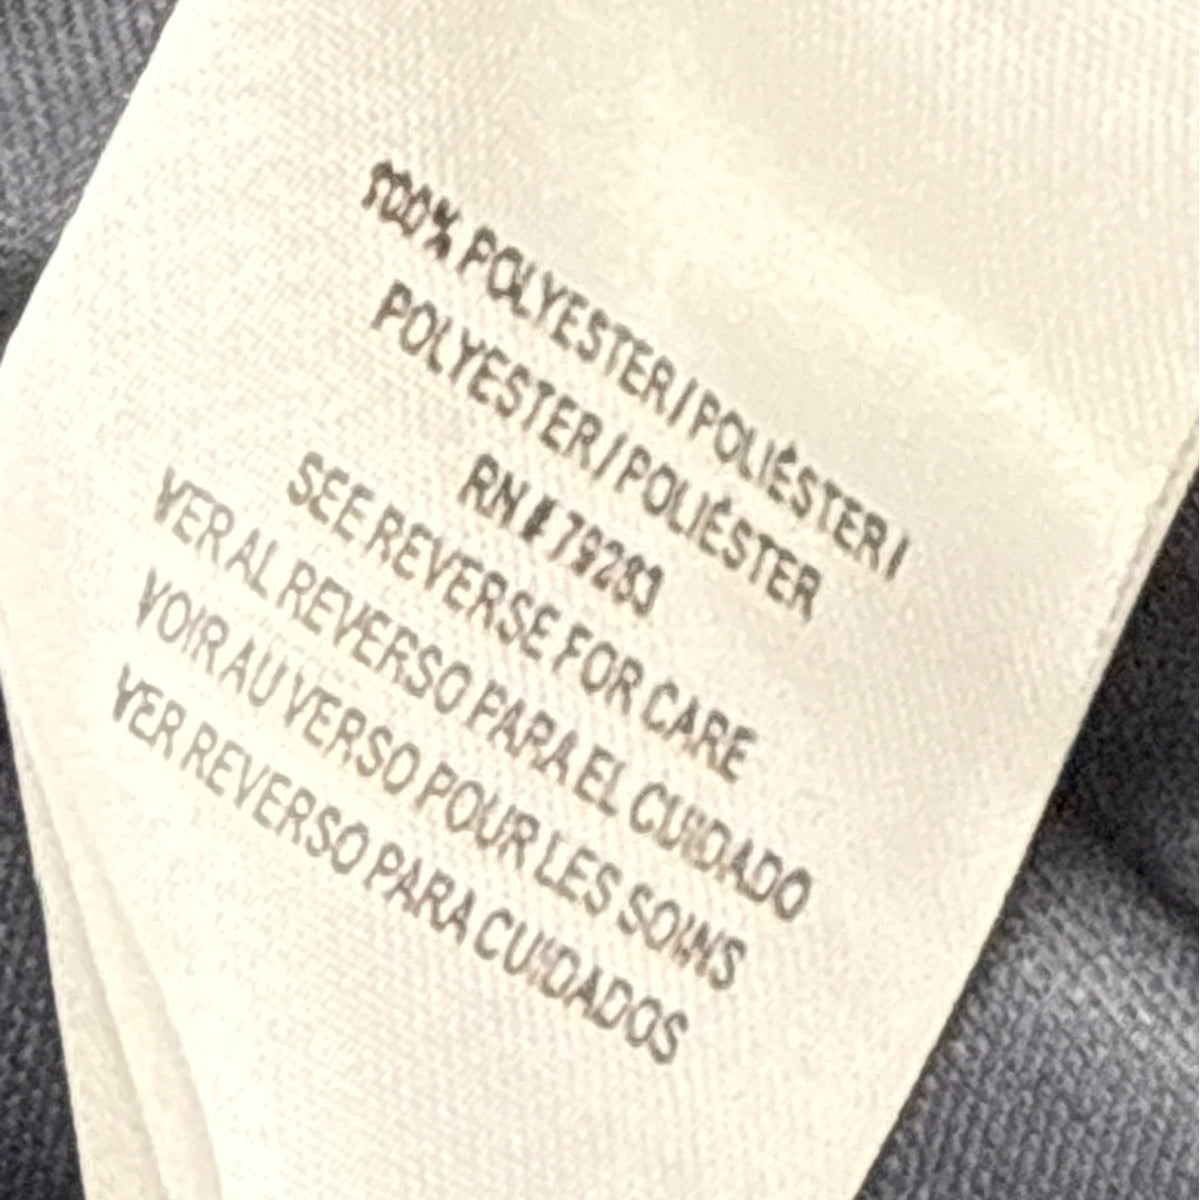 100% POLYESTER / POLIÉSTER /
POLYESTER / POLIÉSTER
RN # 79283
SEE REVERSE FOR CARE
VER AL REVERSO PARA EL CUIDADO
VOIR AU VERSO POUR LES SOINS
VER REVERSO PARA CUIDADOS